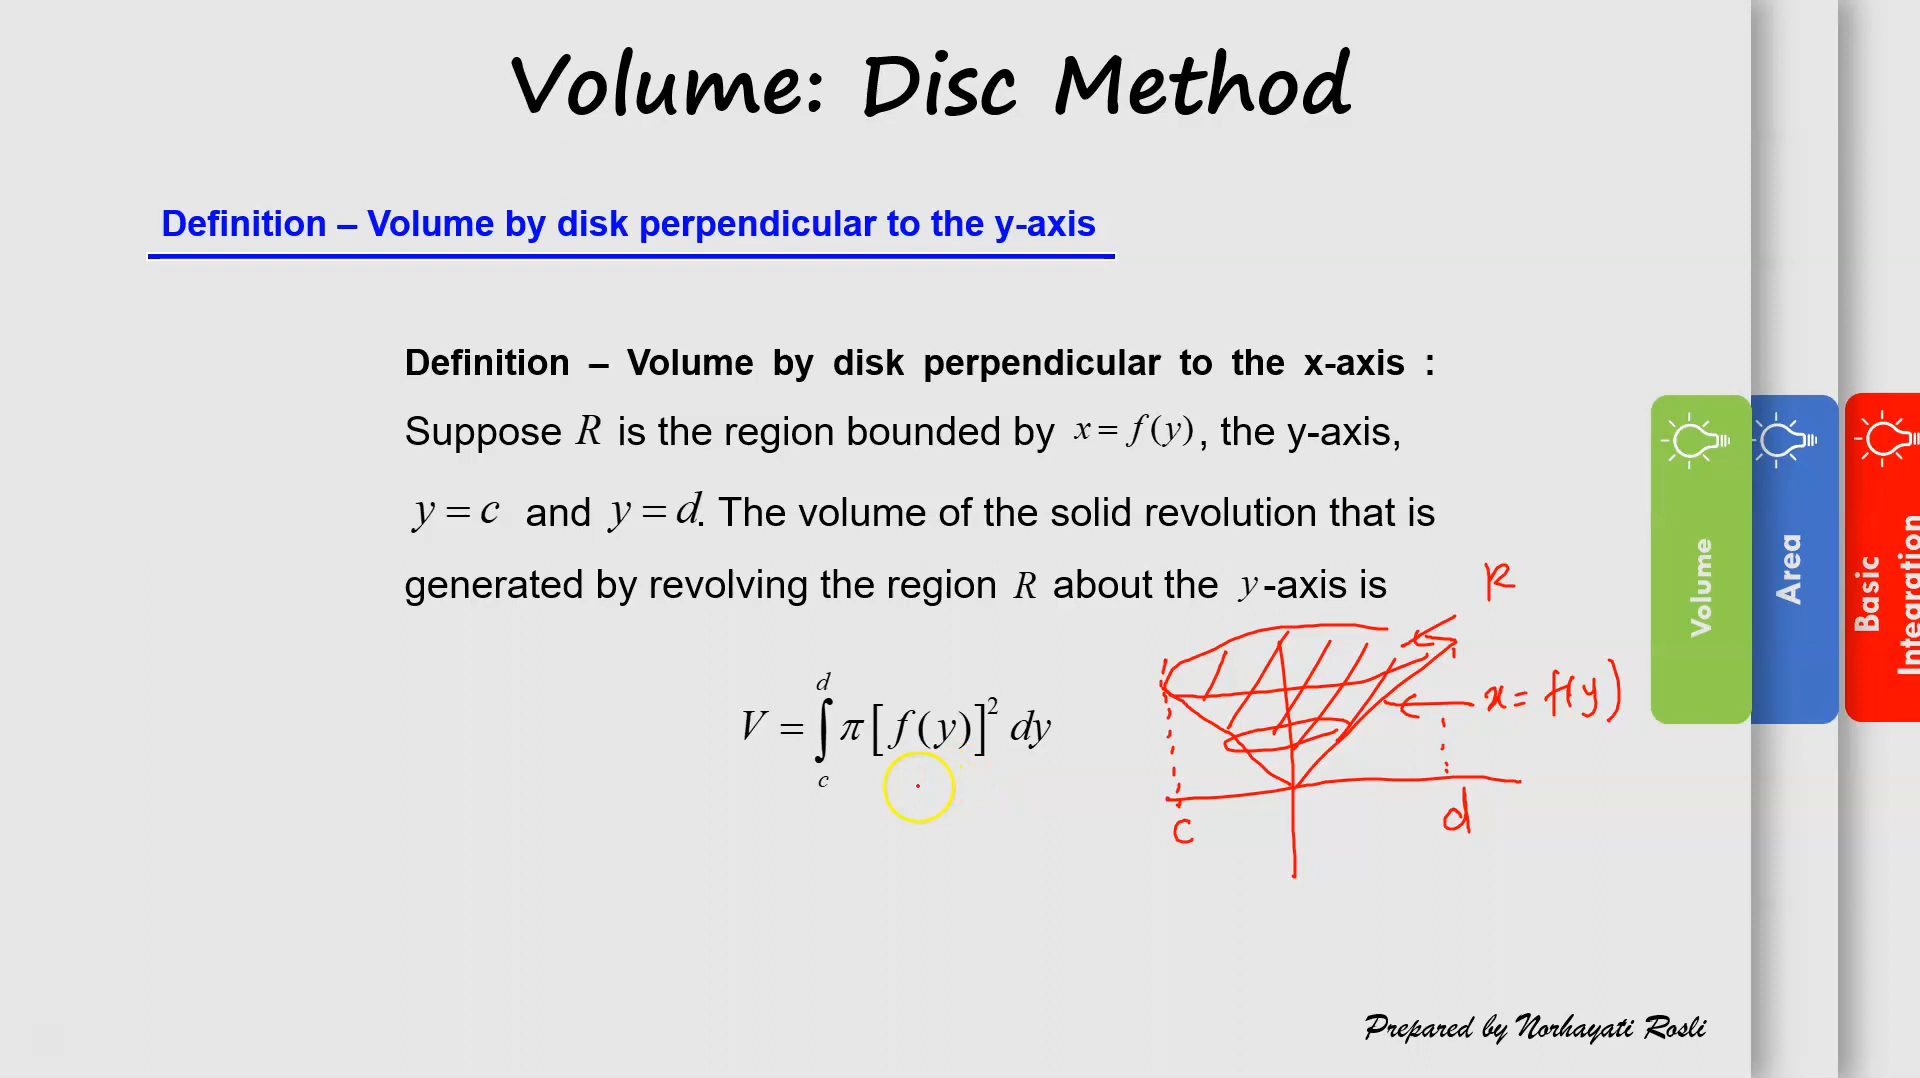 Volume: Disc Method
Definition – Volume by disk perpendicular to the y-axis
Definition – Volume by disk perpendicular to the x-axis :
Suppose R is the region bounded by x = f(y), the y-axis,
y = c and y = d. The volume of the solid revolution that is
generated by revolving the region R about the y-axis is
V = ∫_c^d π[f(y)]² dy
R
x = f(y)
c
d
Volume
Area
Basic
Integration
Prepared by Norhayati Rosli